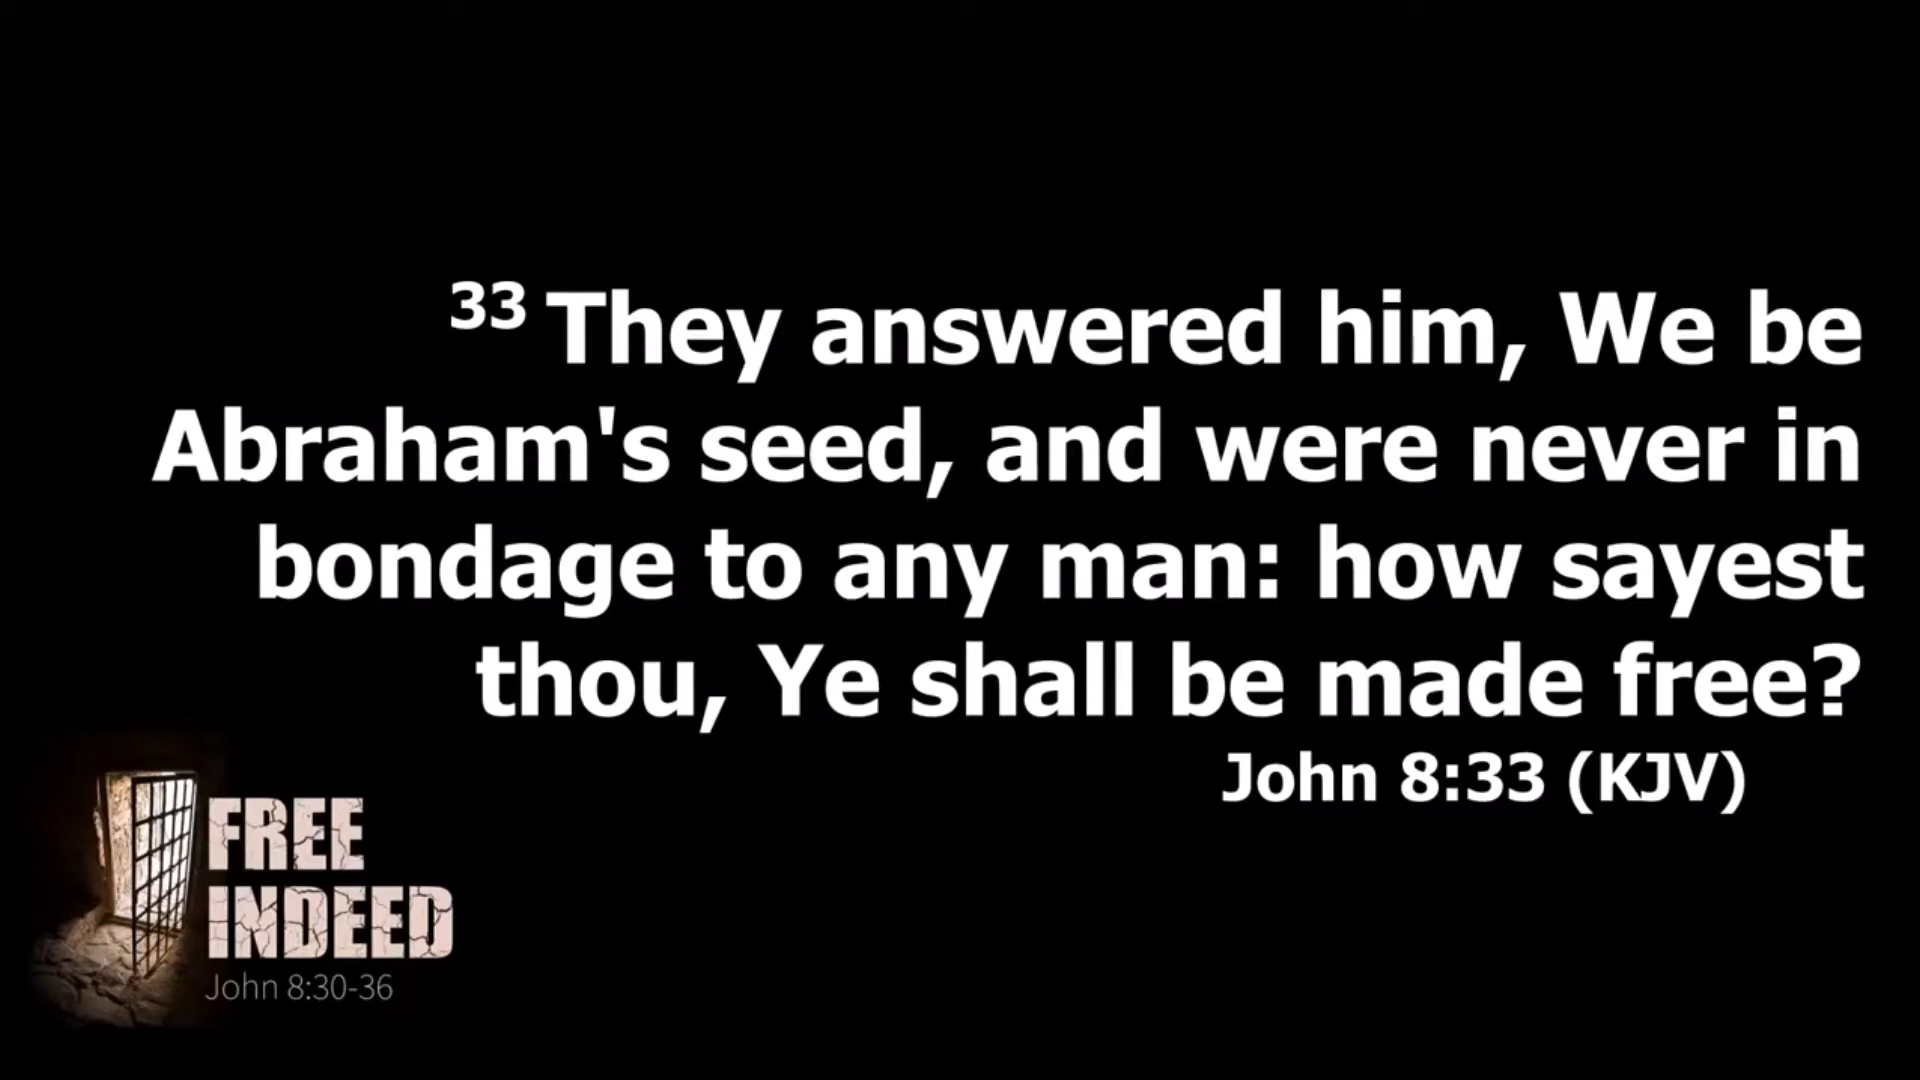 33 They answered him, We be
Abraham's seed, and were never in
bondage to any man: how sayest
thou, Ye shall be made free?
John 8:33 (KJV)
FREE
INDEED
John 8:30-36